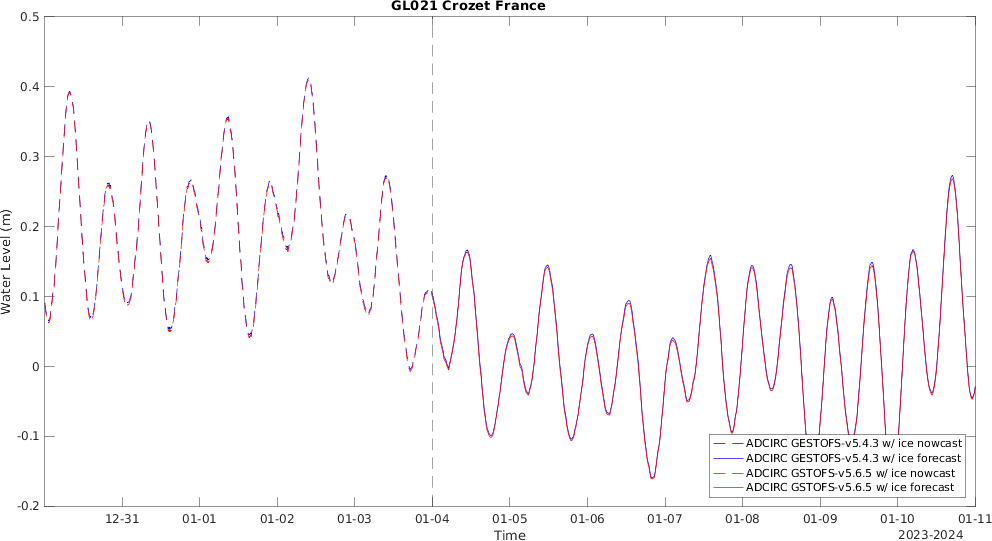 GL021 Crozet France
Water Level (m)
0.5
0.4
0.3
0.2
0.1
0
-0.1
-0.2
ADCIRC GESTOFS-v5.4.3 w/ ice nowcast
ADCIRC GESTOFS-v5.4.3 w/ ice forecast
ADCIRC GSTOFS-v5.6.5 w/ ice nowcast
ADCIRC GSTOFS-v5.6.5 w/ ice forecast
12-31 01-01 01-02 01-03 01-04 01-05 01-06 01-07 01-08 01-09 01-10 01-11
Time
2023-2024